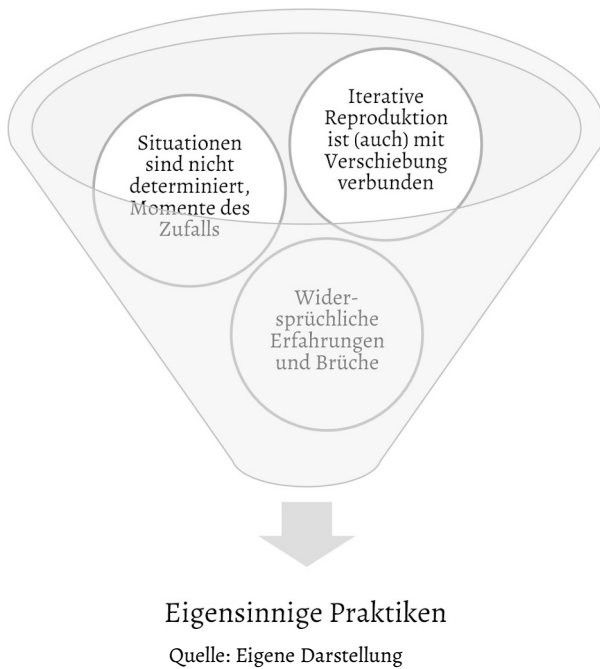 Situationen
sind nicht
determiniert,
Momente des
Zufalls
Iterative
Reproduktion
ist (auch) mit
Verschiebung
verbunden
Wider-
sprüchliche
Erfahrungen
und Brüche
Eigensinnige Praktiken
Quelle: Eigene Darstellung